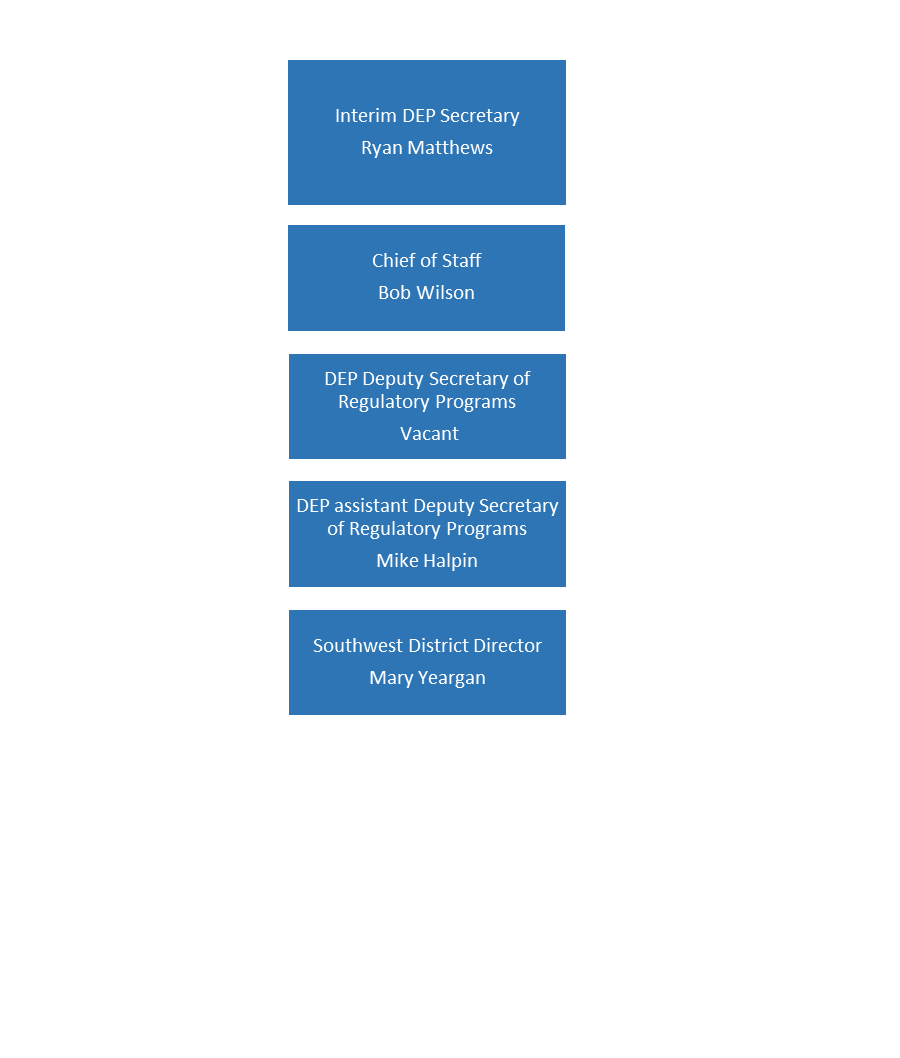 Interim DEP Secretary
Ryan Matthews
Chief of Staff
Bob Wilson
DEP Deputy Secretary of
Regulatory Programs
Vacant
DEP assistant Deputy Secretary
of Regulatory Programs
Mike Halpin
Southwest District Director
Mary Yeargan